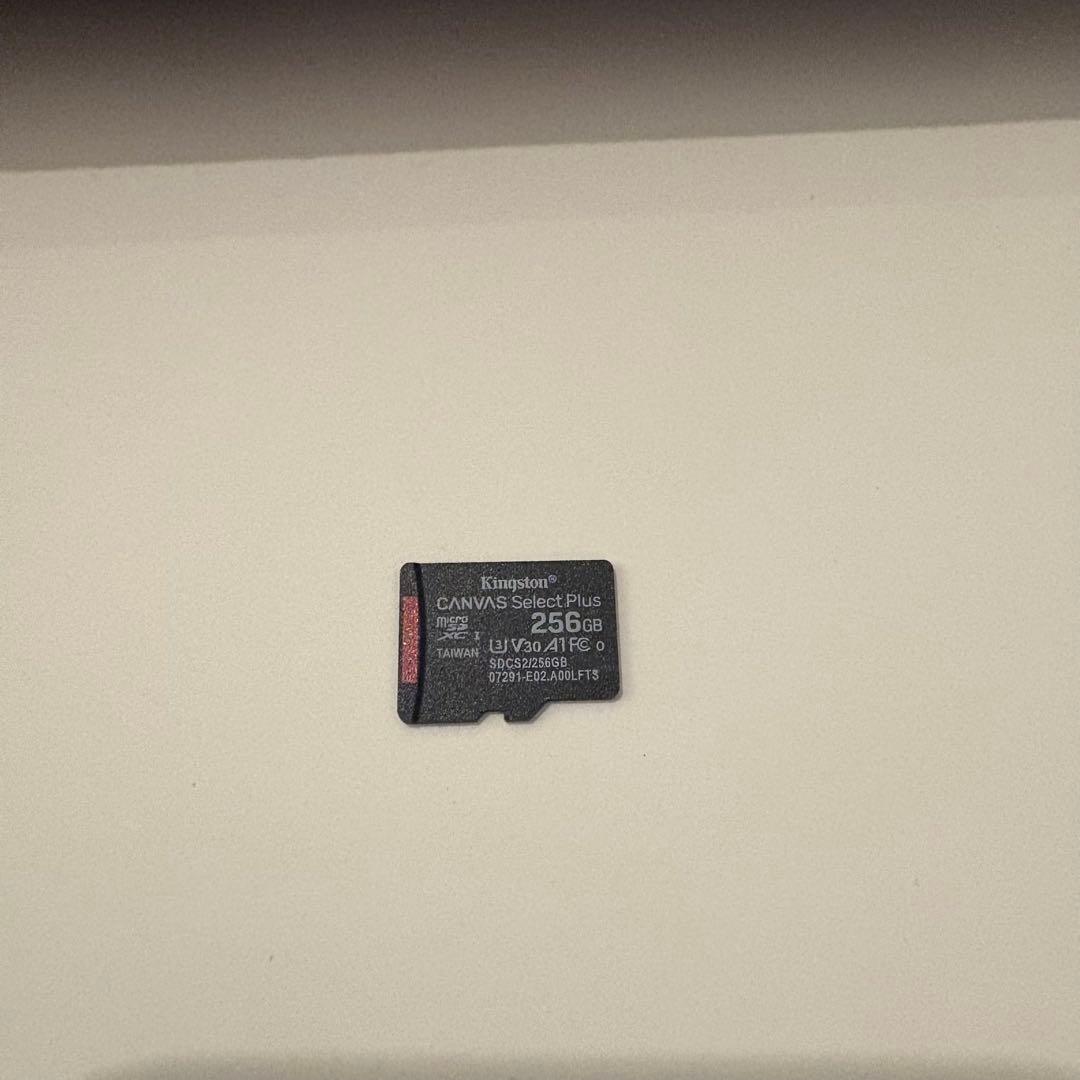 Kingston®
CANVAS Select Plus
micro SD XC I
256GB
U3 V30 A1 FC 0
TAIWAN
SDCS2/256GB
07291-E02.A00LFTS